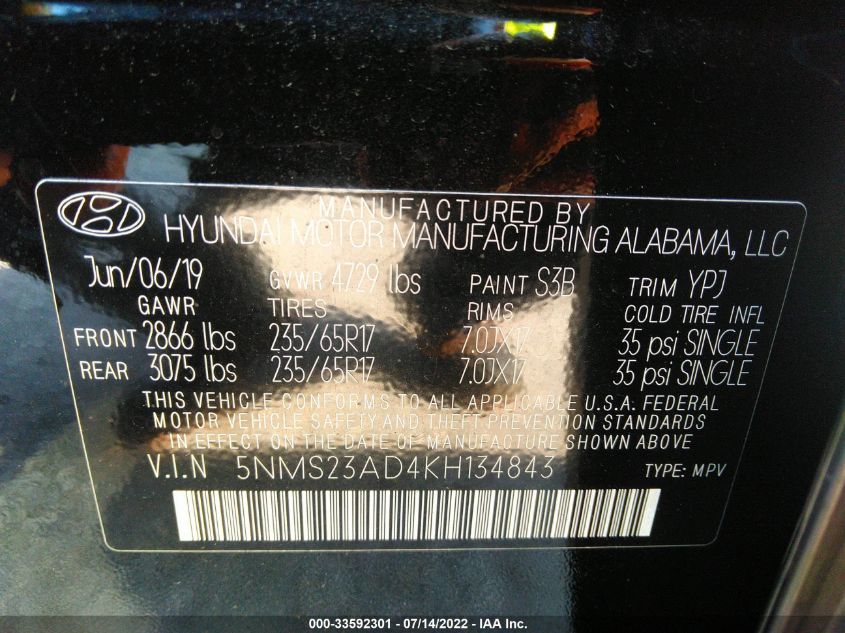 MANUFACTURED BY
HYUNDAI MOTOR MANUFACTURING ALABAMA, LLC
Jun/06/19 GVWR 4729 lbs PAINT S3B TRIM YPJ
GAWR TIRES RIMS COLD TIRE INFL
FRONT 2866 lbs 235/65R17 7.0JX17 35 psi SINGLE
REAR 3075 lbs 235/65R17 7.0JX17 35 psi SINGLE
THIS VEHICLE CONFORMS TO ALL APPLICABLE U.S.A. FEDERAL
MOTOR VEHICLE SAFETY AND THEFT PREVENTION STANDARDS
IN EFFECT ON THE DATE OF MANUFACTURE SHOWN ABOVE.
V.I.N 5NMS23AD4KH134843 TYPE: MPV
000-33592301 - 07/14/2022 - IAA Inc.